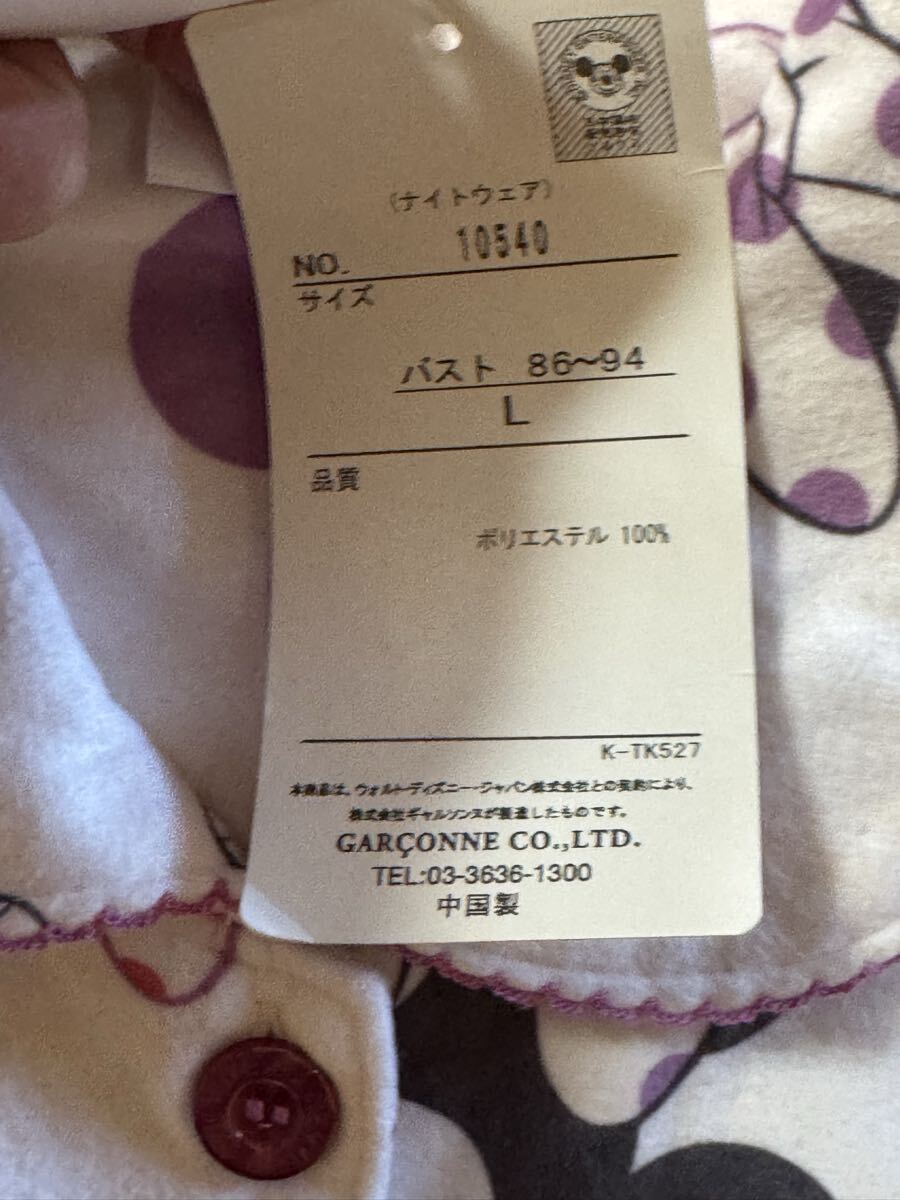 (ナイトウェア)
NO. 10540
サイズ
バスト 86〜94
L
品質
ポリエステル 100%
K-TK527
本商品は、ウォルト・ディズニー・ジャパン株式会社との契約により、
株式会社ギャルソンヌが製造したものです。
GARÇONNE CO.,LTD.
TEL:03-3636-1300
中国製